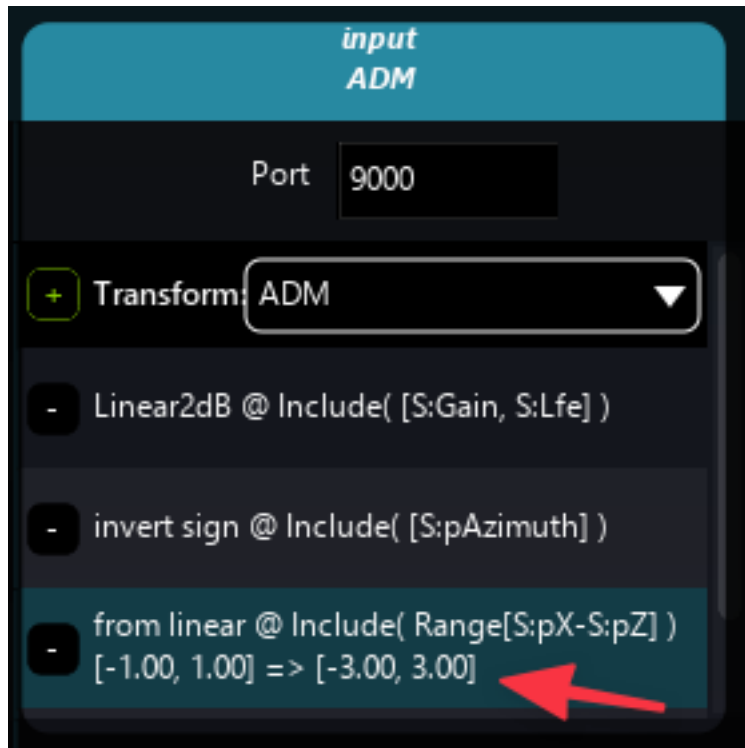 input
ADM
Port 9000
+ Transform: ADM
- Linear2dB @ Include( [S:Gain, S:Lfe] )
- invert sign @ Include( [S:pAzimuth] )
- from linear @ Include( Range[S:pX-S:pZ] )
[-1.00, 1.00] => [-3.00, 3.00]